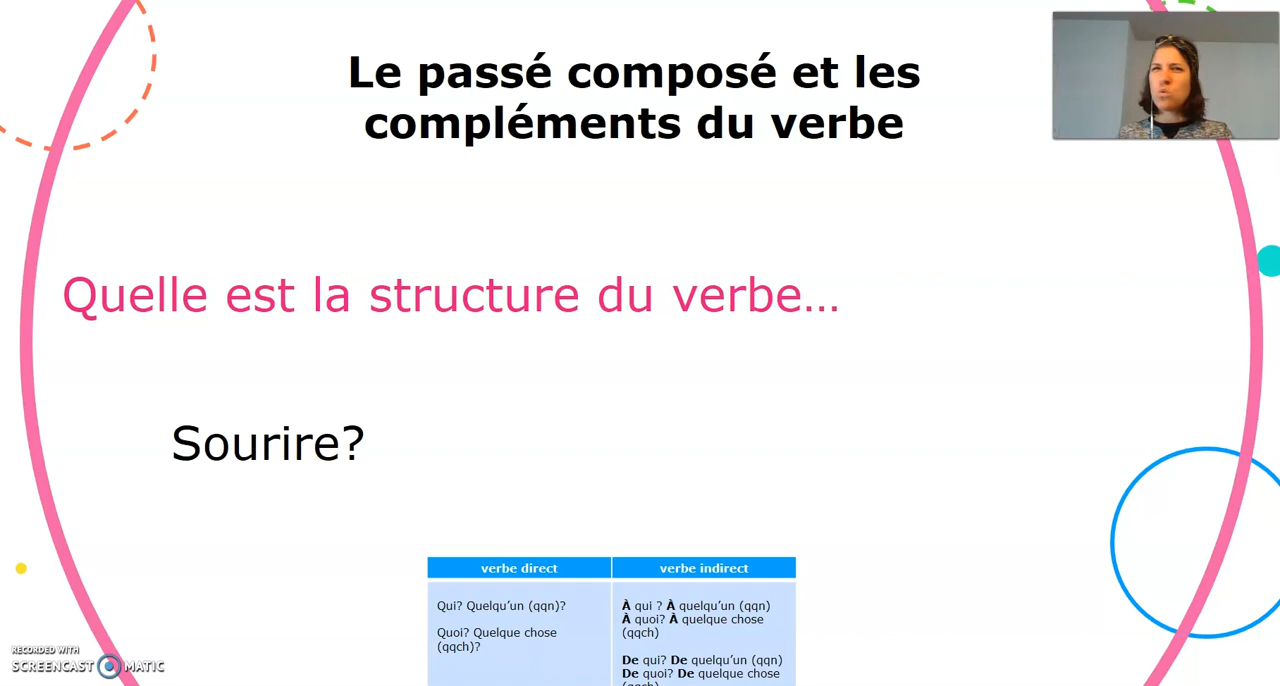 Le passé composé et les
compléments du verbe
Quelle est la structure du verbe...
Sourire?
verbe direct
verbe indirect
Qui? Quelqu'un (qqn)?
Quoi? Quelque chose
(qqch)?
À qui ? À quelqu'un (qqn)
À quoi? À quelque chose
(qqch)
De qui? De quelqu'un (qqn)
De quoi? De quelque chose
(qqch)
RECORDED WITH
SCREENCAST MATIC